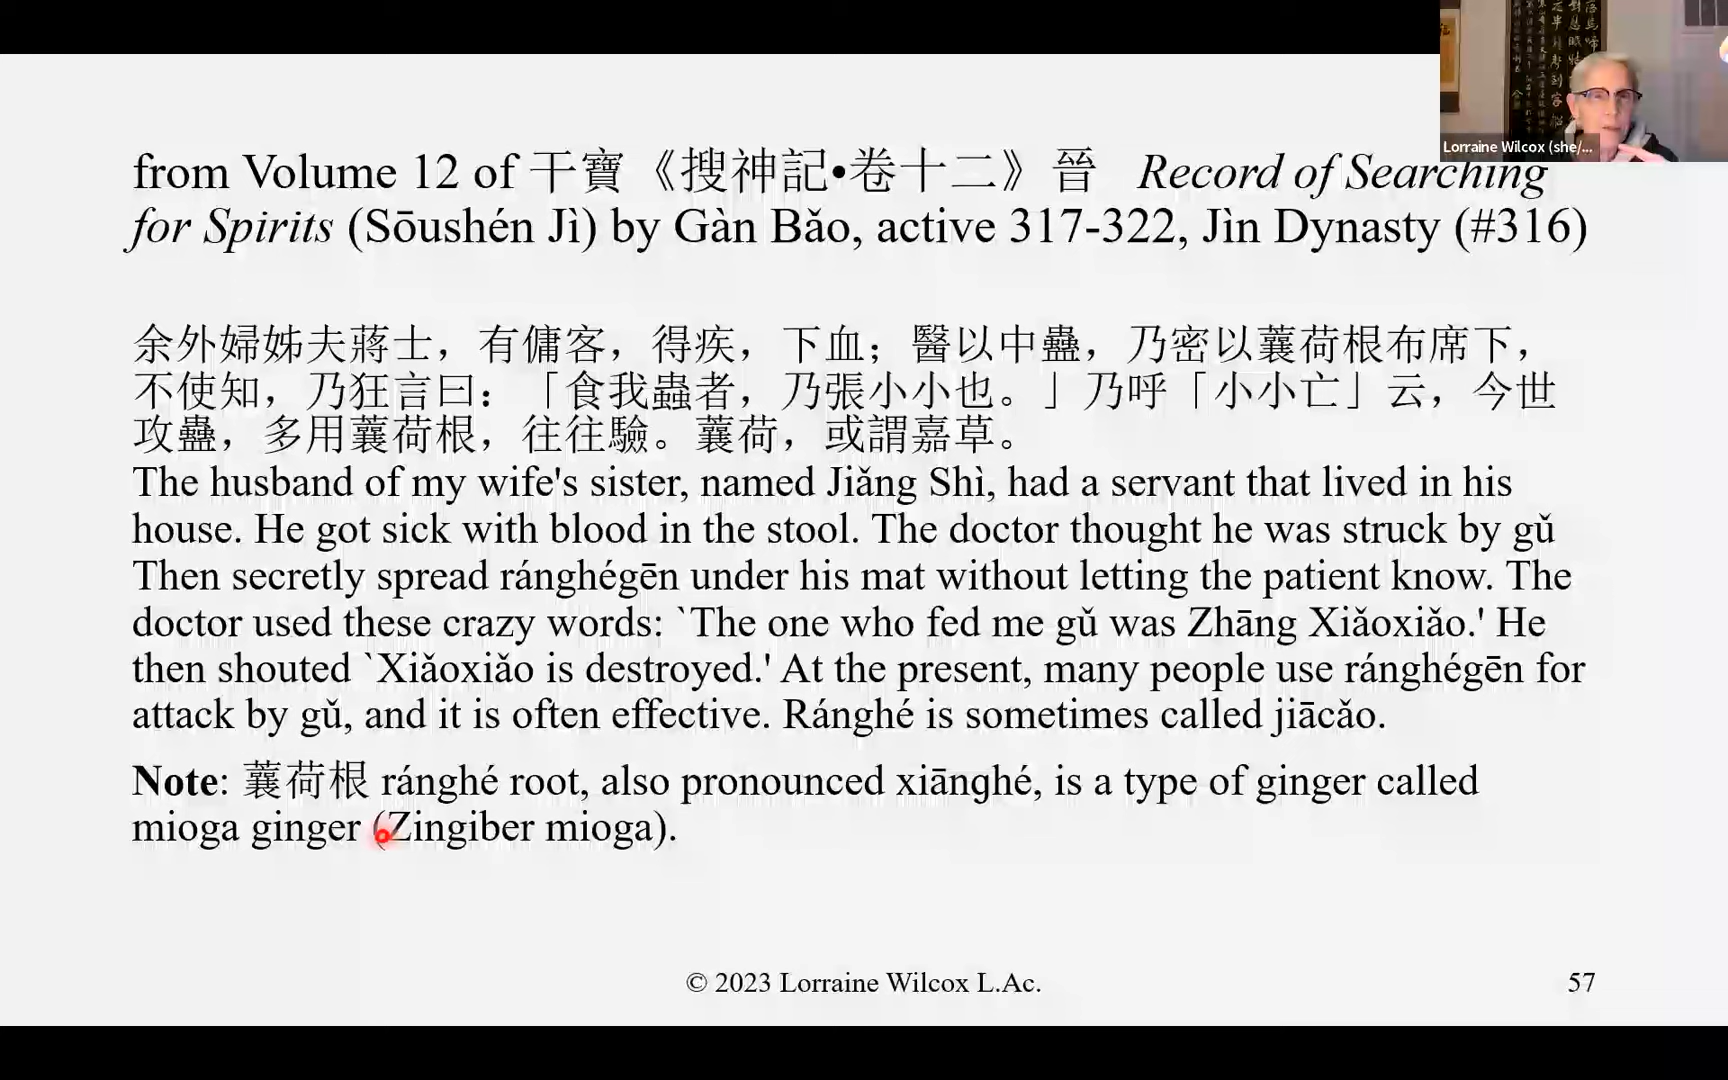 from Volume 12 of 干寶《搜神記•卷十二》晉 Record of Searching
for Spirits (Sōushén Jì) by Gàn Bǎo, active 317-322, Jìn Dynasty (#316)
余外婦姊夫蔣士，有傭客，得疾，下血；醫以中蠱，乃密以蘘荷根布席下，
不使知，乃狂言曰：「食我蟲者，乃張小小也。」乃呼「小小亡」云，今世
攻蠱，多用蘘荷根，往往驗。蘘荷，或謂嘉草。
The husband of my wife's sister, named Jiǎng Shì, had a servant that lived in his
house. He got sick with blood in the stool. The doctor thought he was struck by gǔ
Then secretly spread ránghégēn under his mat without letting the patient know. The
doctor used these crazy words: `The one who fed me gǔ was Zhāng Xiǎoxiǎo.' He
then shouted `Xiǎoxiǎo is destroyed.' At the present, many people use ránghégēn for
attack by gǔ, and it is often effective. Ránghé is sometimes called jiācǎo.
Note: 蘘荷根 ránghé root, also pronounced xiānghé, is a type of ginger called
mioga ginger (Zingiber mioga).
© 2023 Lorraine Wilcox L.Ac.
57
Lorraine Wilcox (she/...